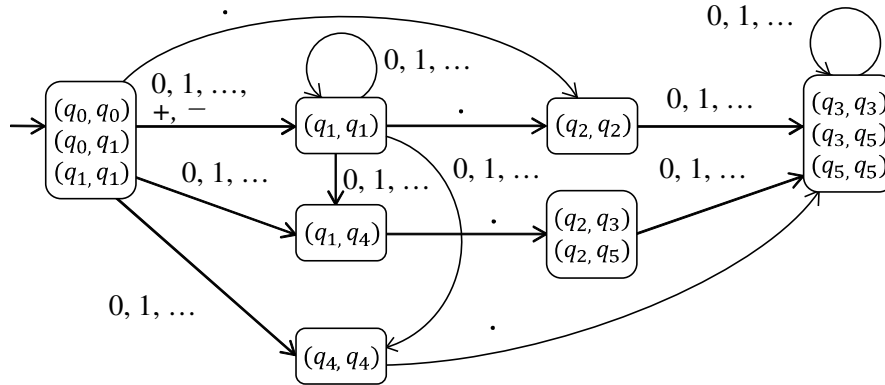 .
0, 1, …
0, 1, …
0, 1, …,
+, −
(q0, q0)
(q0, q1)
(q1, q1)
(q1, q1)
.
(q2, q2)
0, 1, …
(q3, q3)
(q3, q5)
(q5, q5)
0, 1, …
0, 1, …
0, 1, …
0, 1, …
(q1, q4)
.
(q2, q3)
(q2, q5)
0, 1, …
.
(q4, q4)